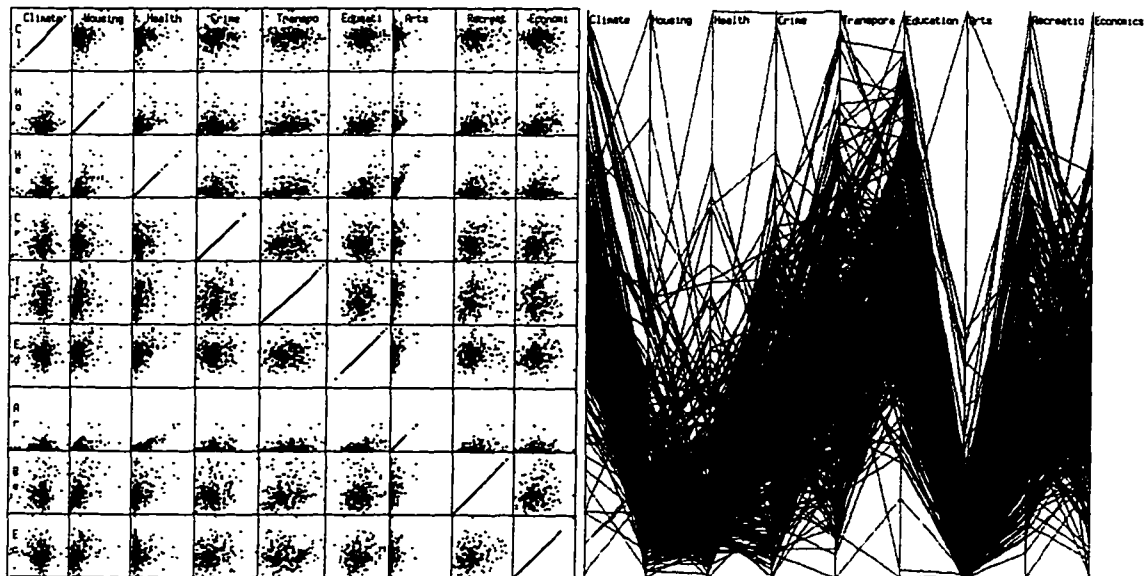 Climate Housing Health Crime Transpo Educati Arts Recreat Economi
C
l
H
o
H
e
C
r
T
r
E
d
A
r
R
e
E
Climate Housing Health Crime Transpora Education Arts Recreatio Economics